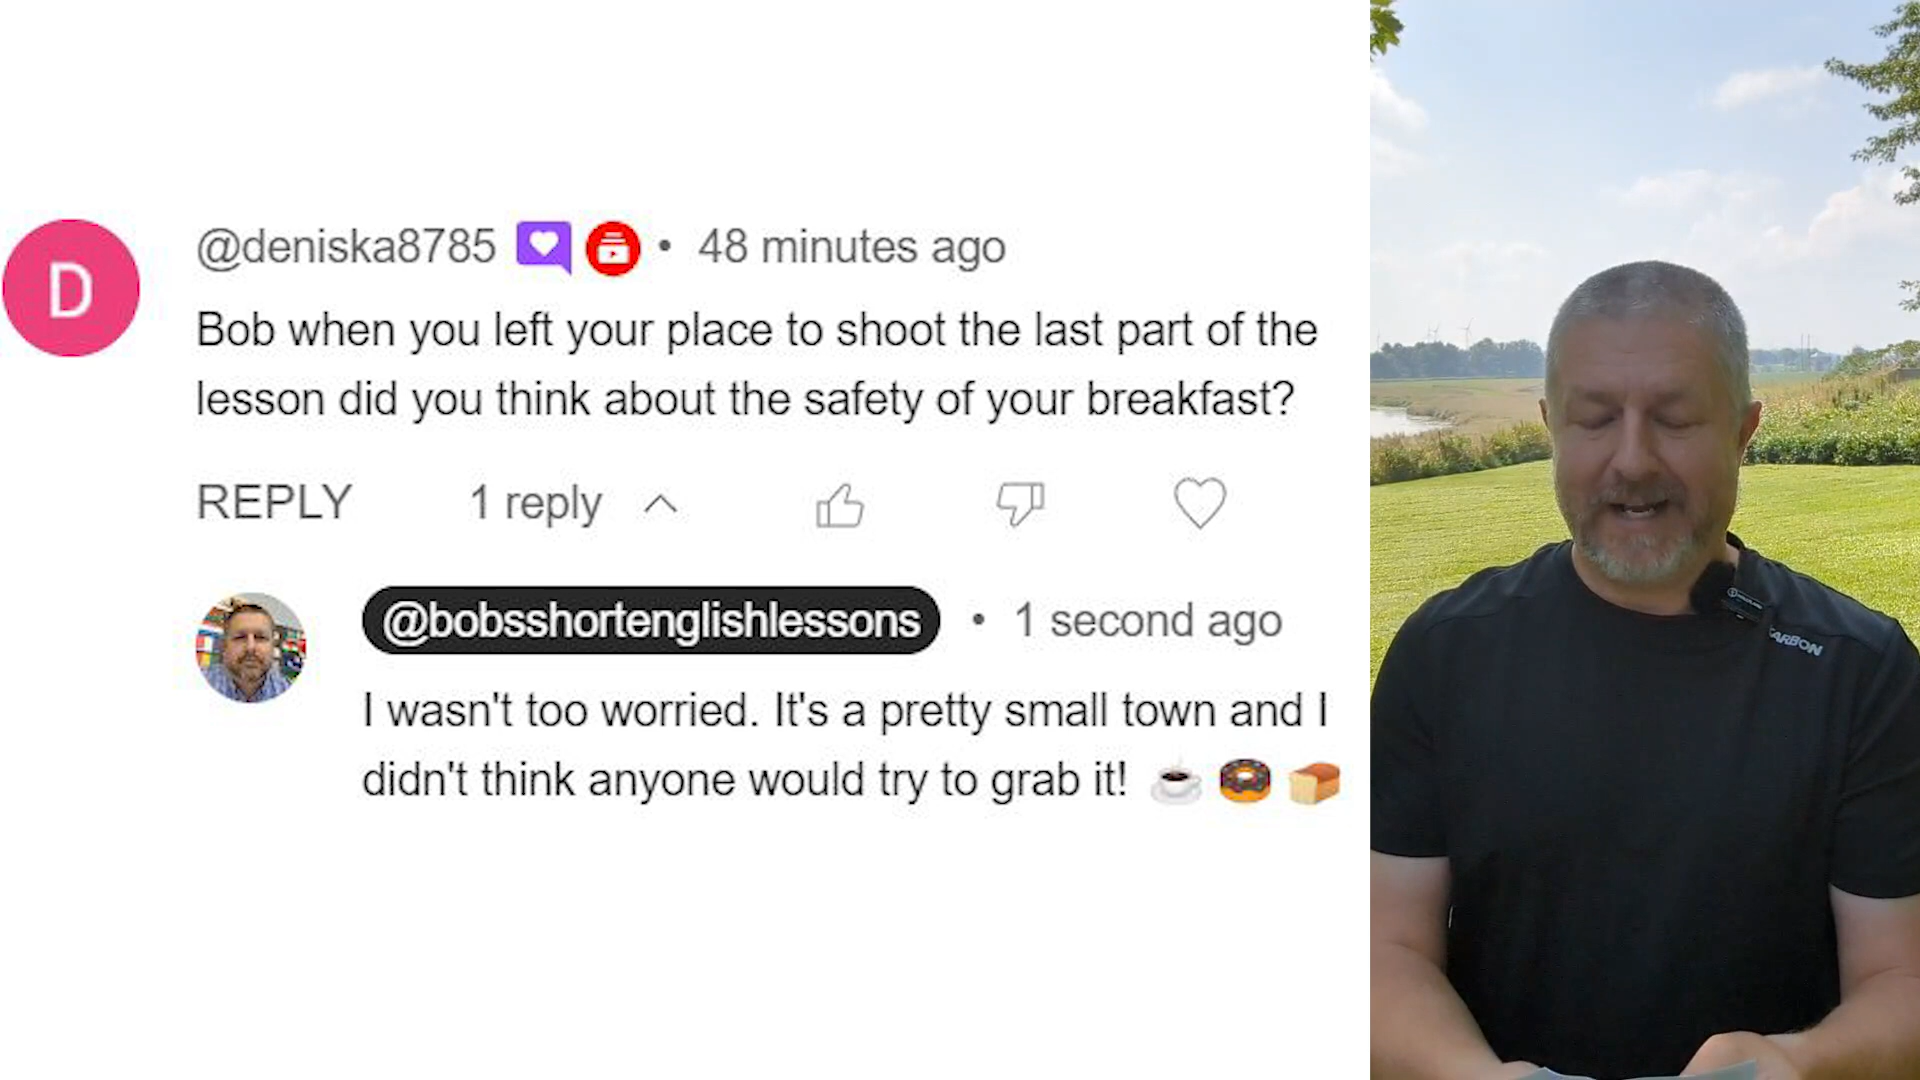 D
@deniska8785 • 48 minutes ago
Bob when you left your place to shoot the last part of the
lesson did you think about the safety of your breakfast?
REPLY 1 reply
@bobsshortenglishlessons • 1 second ago
I wasn't too worried. It's a pretty small town and I
didn't think anyone would try to grab it! ☕ 🍩 🍞
CARBON